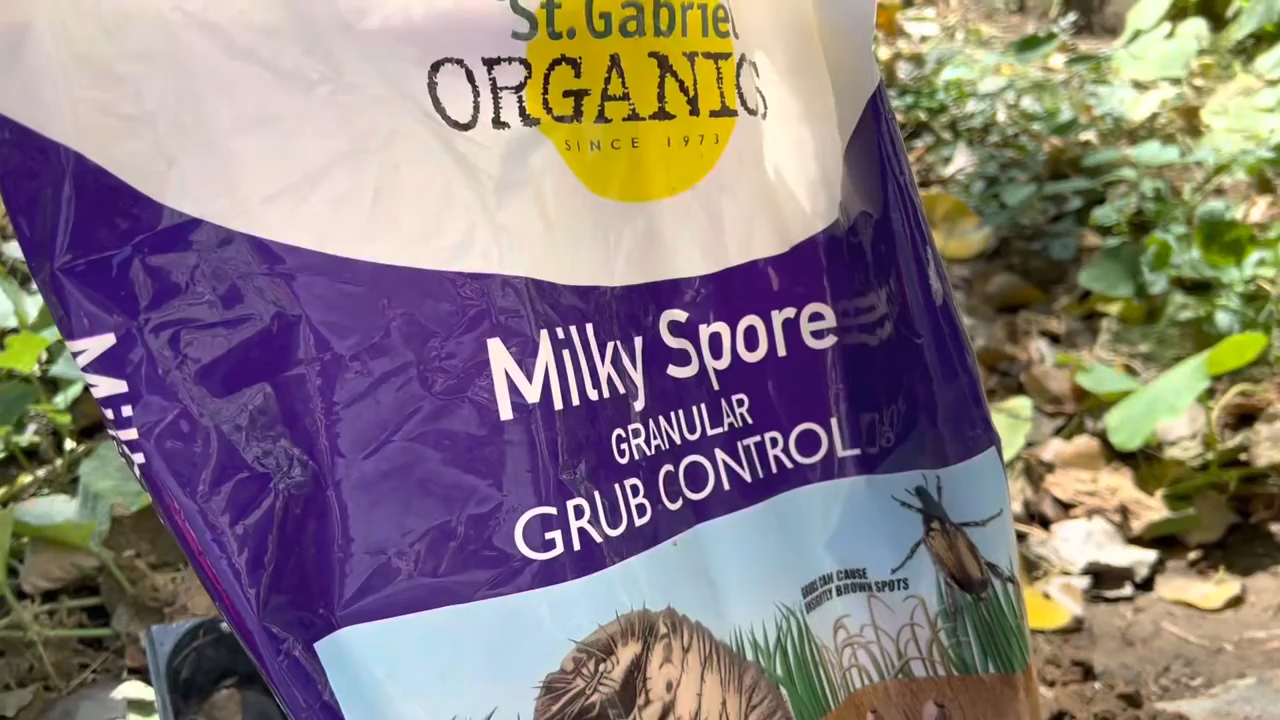 St. Gabriel
ORGANICS
SINCE 1973
Milky Spore
GRANULAR
GRUB CONTROL
GRUBS CAN CAUSE
UNSIGHTLY BROWN SPOTS